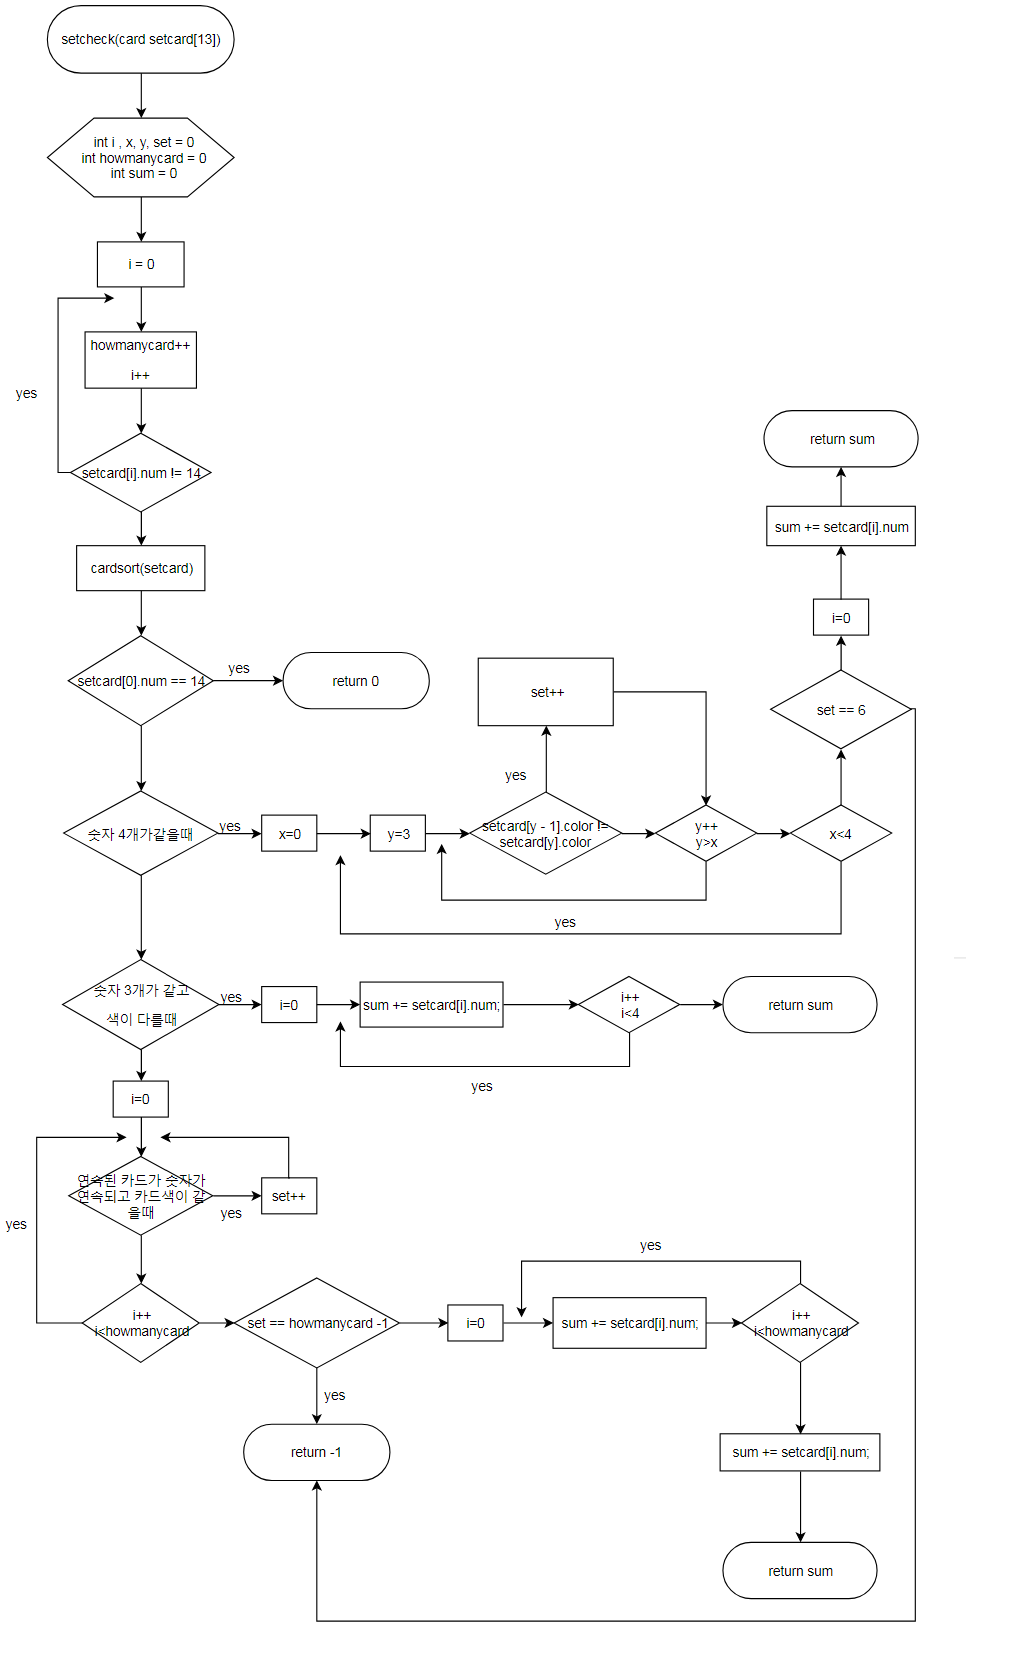 setcheck(card setcard[13])
int i , x, y, set = 0
int howmanycard = 0
int sum = 0
i = 0
howmanycard++
i++
yes
setcard[i].num != 14
cardsort(setcard)
setcard[0].num == 14
yes
return 0
숫자 4개가같을때
yes
x=0
y=3
setcard[y - 1].color !=
setcard[y].color
yes
set++
y++
y>x
x<4
yes
set == 6
i=0
sum += setcard[i].num
return sum
숫자 3개가 같고
색이 다를때
yes
i=0
sum += setcard[i].num;
i++
i<4
yes
return sum
i=0
연속된 카드가 숫자가
연속되고 카드색이 같
을때
yes
set++
yes
i++
i<howmanycard
set == howmanycard -1
yes
return -1
i=0
sum += setcard[i].num;
yes
i++
i<howmanycard
sum += setcard[i].num;
return sum